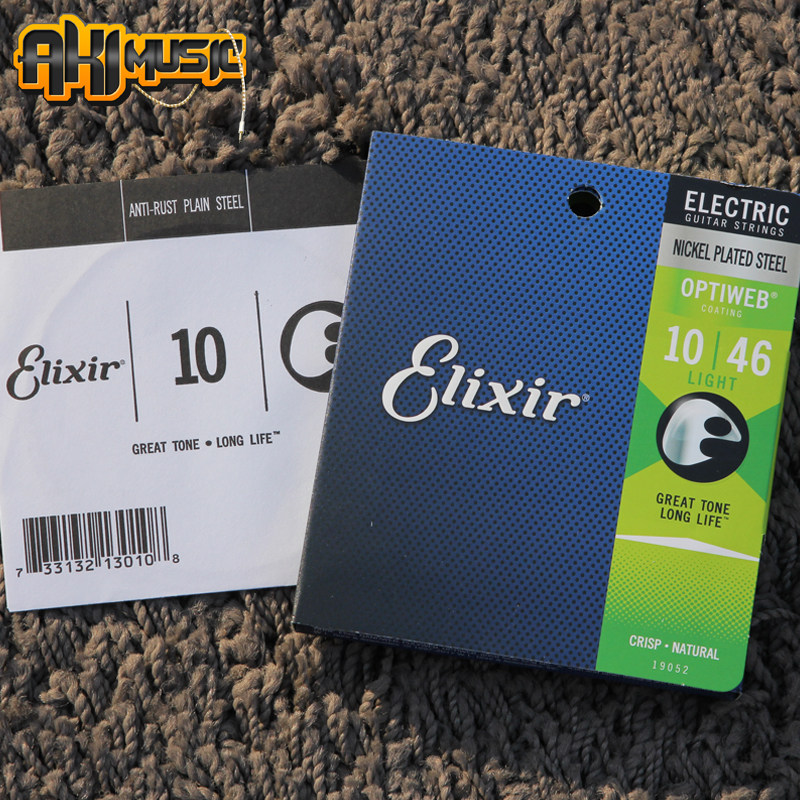 AKI MUSIC
ANTI-RUST PLAIN STEEL
Elixir®
10
GREAT TONE • LONG LIFE™
7 33132 13010 8
Elixir®
ELECTRIC
GUITAR STRINGS
NICKEL PLATED STEEL
OPTIWEB®
COATING
10 | 46
LIGHT
GREAT TONE
LONG LIFE™
CRISP • NATURAL
19052